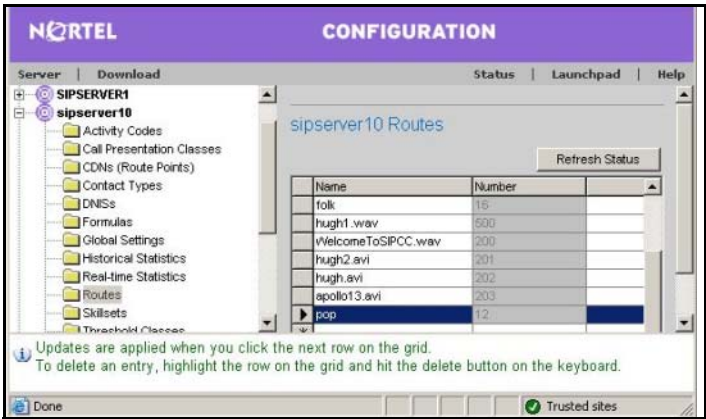 NORTEL CONFIGURATION
Server | Download Status | Launchpad | Help
SIPSERVER1
sipserver10
Activity Codes
Call Presentation Classes
CDNs (Route Points)
Contact Types
DNISs
Formulas
Global Settings
Historical Statistics
Real-time Statistics
Routes
Skillsets
Threshold Classes
sipserver10 Routes
Refresh Status
Name Number
folk 16
hugh1.wav 500
WelcomeToSIPCC.wav 200
hugh2.avi 201
hugh.avi 202
apollo13.avi 203
pop 12
Updates are applied when you click the next row on the grid.
To delete an entry, highlight the row on the grid and hit the delete button on the keyboard.
Done Trusted sites